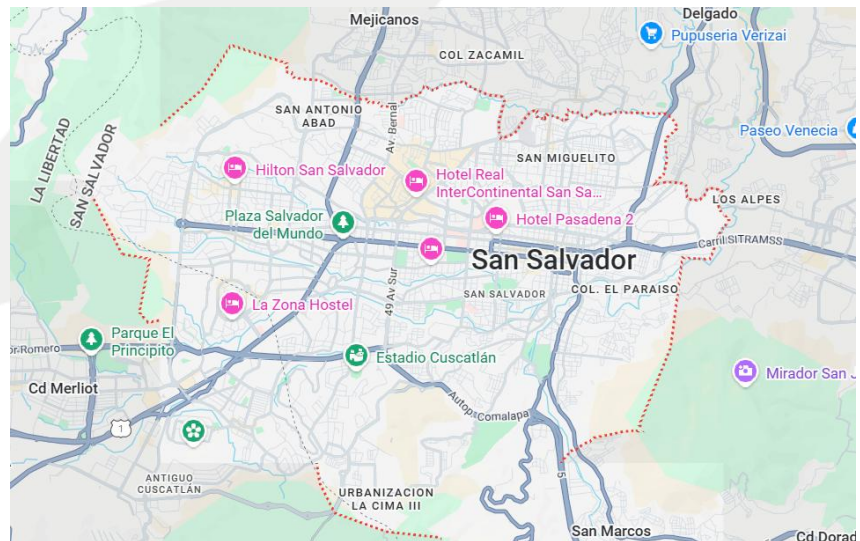 Mejicanos
Delgado
Pupuseria Verizai
COL ZACAMIL
SAN ANTONIO
ABAD
Av. Bernal
Paseo Venecia
LA LIBERTAD
SAN SALVADOR
SAN MIGUELITO
Hilton San Salvador
Hotel Real
InterContinental San Sa...
LOS ALPES
Plaza Salvador
del Mundo
Hotel Pasadena 2
Carril SITRAMSS
San Salvador
SAN SALVADOR
COL. EL PARAISO
49 Av Sur
La Zona Hostel
Parque El
Principito
Romero
Estadio Cuscatlán
Mirador San J
Cd Merliot
Autop. Comalapa
1
5
ANTIGUO
CUSCATLÁN
URBANIZACION
LA CIMA III
San Marcos
Cd Dorad